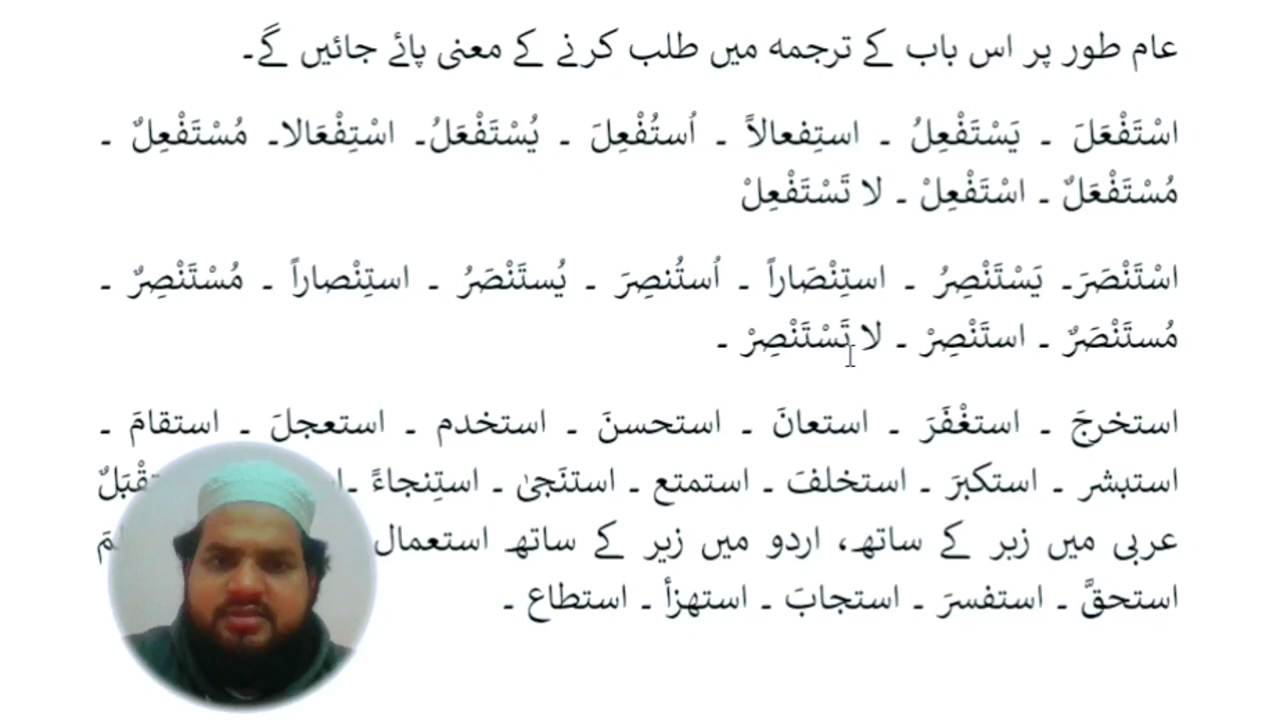 عام طور پر اس باب کے ترجمہ میں طلب کرنے کے معنی پائے جائیں گے۔
اسْتَفْعَلَ ۔ يَسْتَفْعِلُ ۔ استِفعالاً ۔ اُستُفْعِلَ ۔ يُسْتَفْعَلُ۔ اسْتِفْعَالا۔ مُسْتَفْعِلٌ ۔
مُسْتَفْعَلٌ ۔ اسْتَفْعِلْ ۔ لا تَسْتَفْعِلْ
اسْتَنْصَرَ۔ يَسْتَنْصِرُ ۔ استِنْصَاراً ۔ اُستُنصِرَ ۔ يُستَنْصَرُ ۔ استِنْصاراً ۔ مُسْتَنْصِرٌ ۔
مُستَنْصَرٌ ۔ استَنْصِرْ ۔ لا تَسْتَنْصِرْ ۔
استخرجَ ۔ استغْفَرَ ۔ استعانَ ۔ استحسنَ ۔ استخدم ۔ استعجلَ ۔ استقامَ ۔
استبشر ۔ استكبرَ ۔ استخلفَ ۔ استمتع ۔ استنَجیٰ ۔ استِنجاءً ۔
عربی میں زبر کے ساتھ، اردو میں زیر کے ساتھ استعمال
استحقَّ ۔ استفسرَ ۔ استجابَ ۔ استهزأ ۔ استطاع ۔